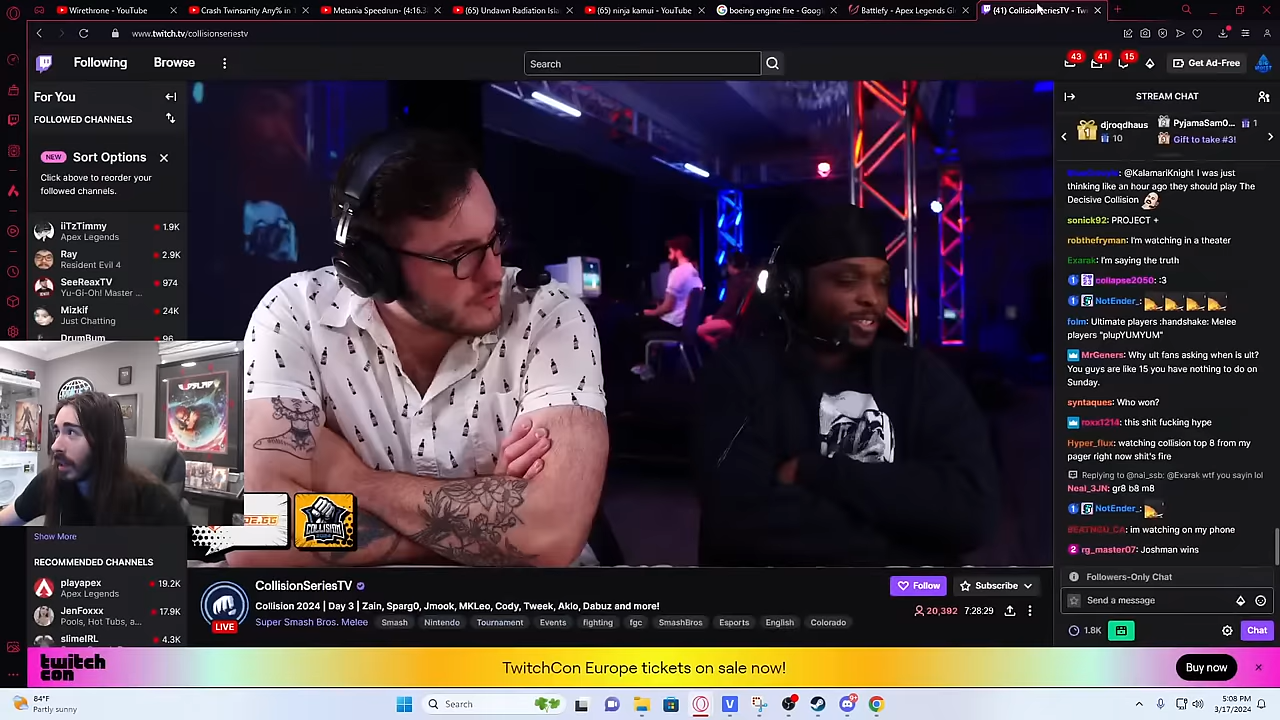 Wirethrone - YouTube
Crash Twinsanity Any% in 1
Metania Speedrun- (4:16.3
(65) Undawn Radiation Isl
(65) ninja kamui - YouTube
boeing engine fire - Goog
Battlefy - Apex Legends Gl
(41) CollisionSeriesTV - Tw
www.twitch.tv/collisionseriestv
Following
Browse
Search
43
41
15
Get Ad-Free
For You
FOLLOWED CHANNELS
NEW Sort Options
Click above to reorder your
followed channels.
iiTzTimmy 1.9K
Apex Legends
Ray 2.9K
Resident Evil 4
SeeReaxTV 974
Yu-Gi-Oh! Master ...
Mizkif 24K
Just Chatting
DrumBum 96
Show More
RECOMMENDED CHANNELS
playapex 19.2K
Apex Legends
JenFoxxx 17.9K
Pools, Hot Tubs, a...
slimeIRL 4.3K
COLLISION
STREAM CHAT
djroqdhaus
10
PyjamaSam0... 1
Gift to take #3!
: @KalamariKnight I was just
thinking like an hour ago they should play The
Decisive Collision
sonick92: PROJECT +
robthefryman: I'm watching in a theater
Exarak: I'm saying the truth
collapse2050: :3
NotEnder_:
folm: Ultimate players :handshake: Melee
players "plupYUMYUM"
MrGeners: Why ult fans asking when is ult?
You guys are like 15 you have nothing to do on
Sunday.
syntaques: Who won?
roxx1214: this shit fucking hype
Hyper_flux: watching collision top 8 from my
pager right now shit's fire
Replying to @nai_ssb: @Exarak wtf you sayin lol
Neal_3JN: gr8 b8 m8
NotEnder_:
BEATNGU_CA: im watching on my phone
2 rg_master07: Joshman wins
Followers-Only Chat
Send a message
1.8K
Chat
CollisionSeriesTV
LIVE
Collision 2024 | Day 3 | Zain, Sparg0, Jmook, MKLeo, Cody, Tweek, Aklo, Dabuz and more!
Super Smash Bros. Melee Smash Nintendo Tournament Events fighting fgc SmashBros Esports English Colorado
Follow
Subscribe
20,392 7:28:29
twitch
con
TwitchCon Europe tickets on sale now!
Buy now
84°F
Partly sunny
Search
5:08 PM
3/17/2024